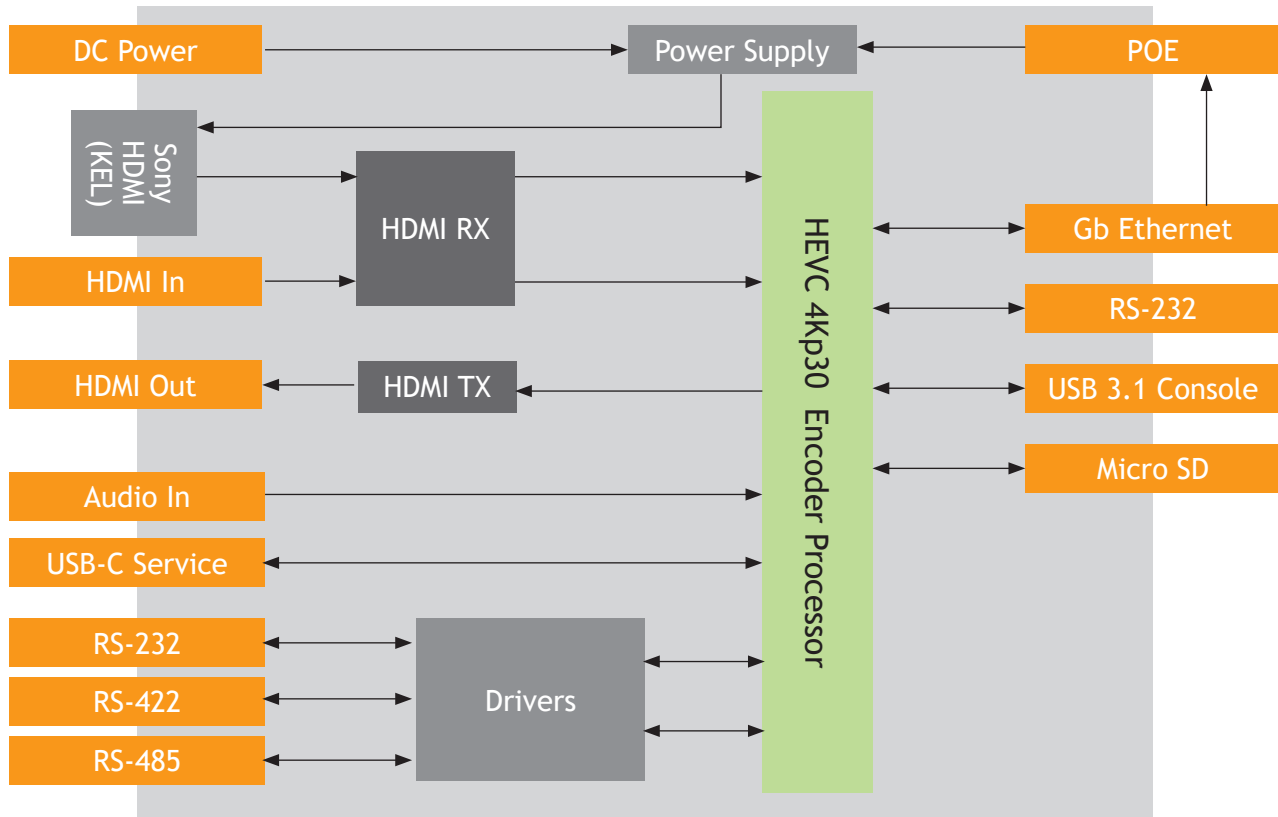 DC Power
Power Supply
POE
Sony
HDMI
(KEL)
HDMI RX
HEVC 4Kp30 Encoder Processor
Gb Ethernet
HDMI In
RS-232
HDMI Out
HDMI TX
USB 3.1 Console
Micro SD
Audio In
USB-C Service
RS-232
RS-422
Drivers
RS-485